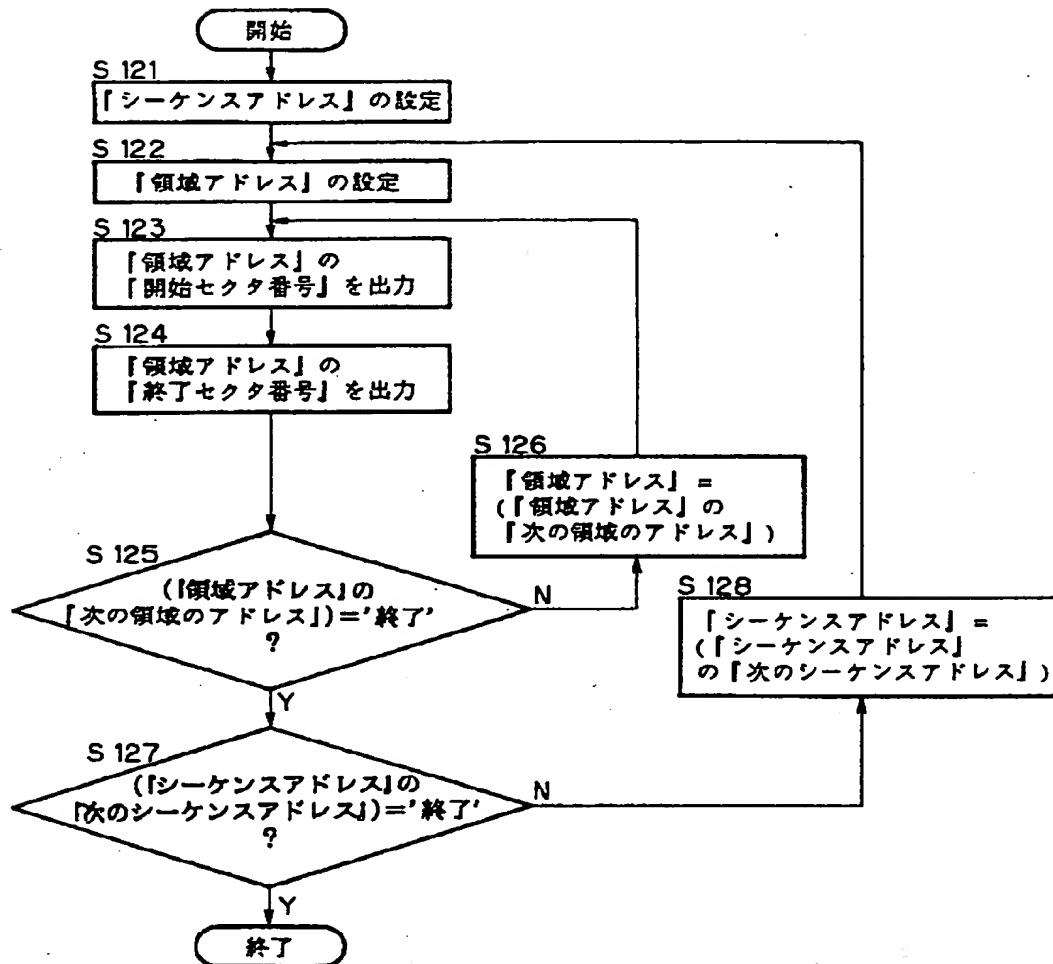 開始
S 121
『シーケンスアドレス』の設定
S 122
『領域アドレス』の設定
S 123
『領域アドレス』の
『開始セクタ番号』を出力
S 124
『領域アドレス』の
『終了セクタ番号』を出力
S 126
『領域アドレス』=
(『領域アドレス』の
『次の領域のアドレス』)
S 125
(『領域アドレス』の
『次の領域のアドレス』)='終了'
?
N
Y
S 128
『シーケンスアドレス』=
(『シーケンスアドレス』
の『次のシーケンスアドレス』)
S 127
(『シーケンスアドレス』の
『次のシーケンスアドレス』)='終了'
?
N
Y
終了